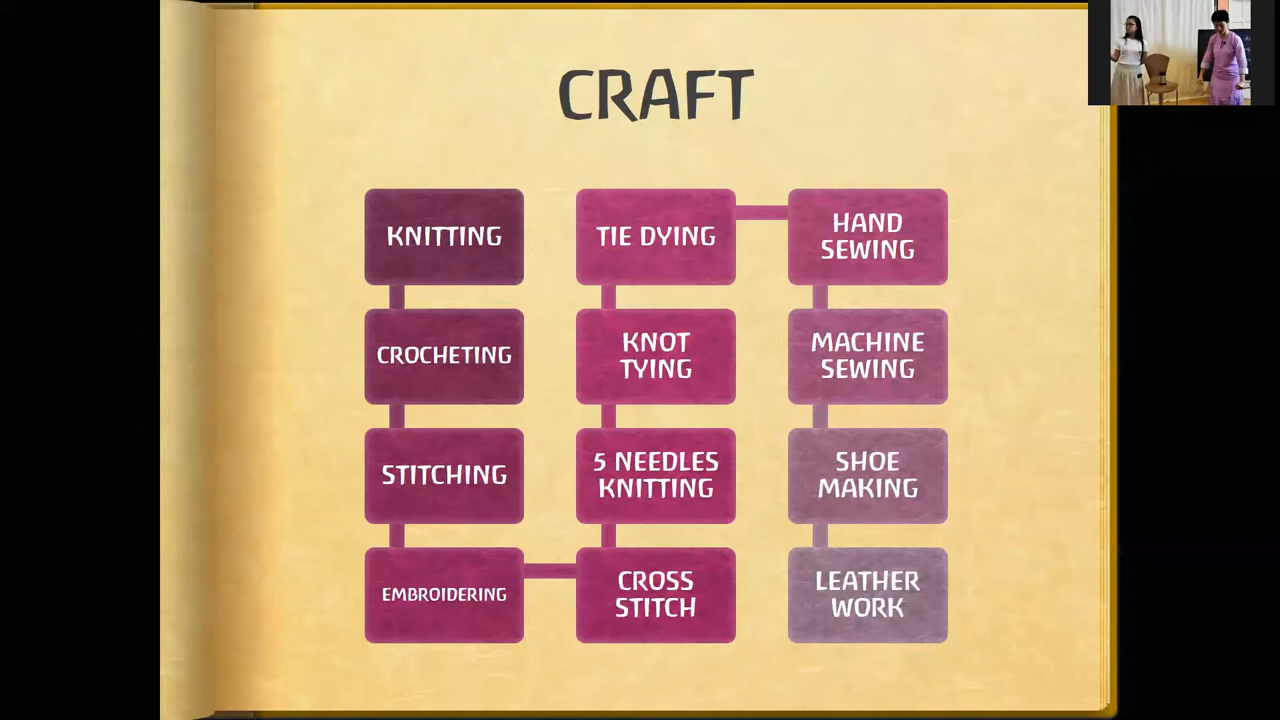 CRAFT
KNITTING
CROCHETING
STITCHING
EMBROIDERING
CROSS
STITCH
5 NEEDLES
KNITTING
KNOT
TYING
TIE DYING
HAND
SEWING
MACHINE
SEWING
SHOE
MAKING
LEATHER
WORK